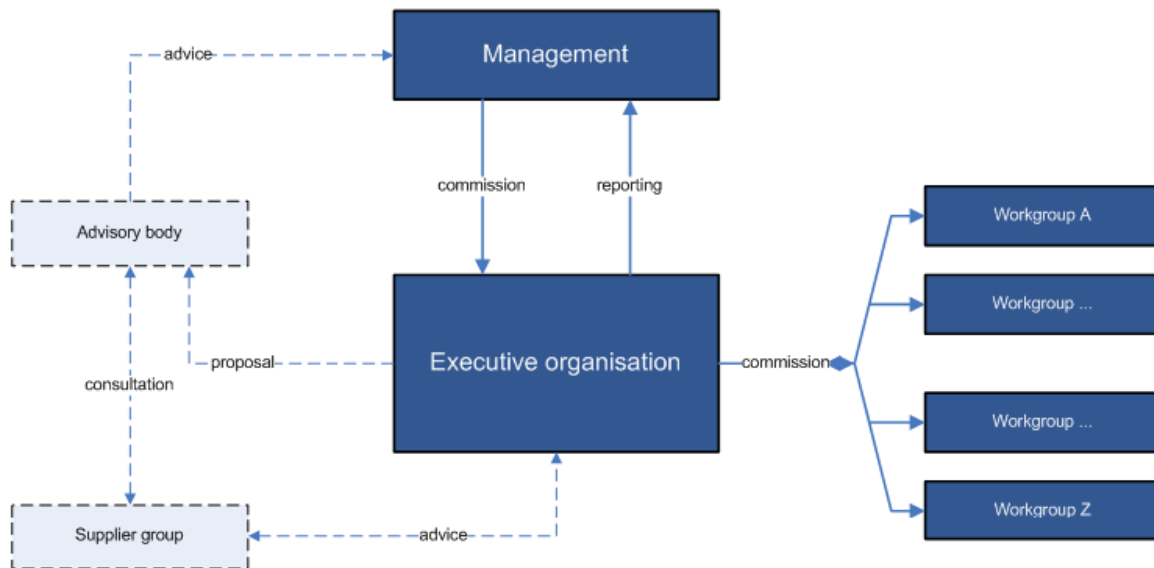 Management
advice
commission
reporting
Advisory body
Workgroup A
Workgroup ...
Executive organisation
proposal
commission
consultation
Workgroup ...
Workgroup Z
Supplier group
advice